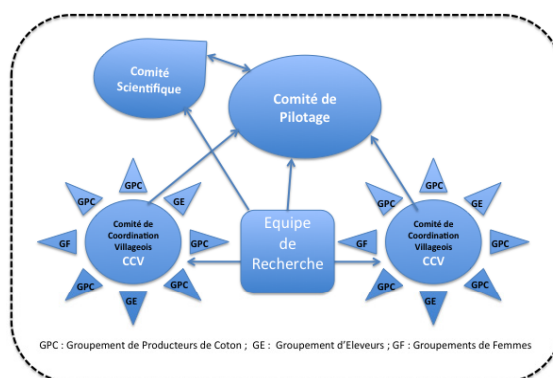 Comité
Scientifique
Comité de
Pilotage
GPC
GPC
GE
GF
GPC
GPC
GE
GPC
Comité de
Coordination
Villageois
CCV
Equipe
de
Recherche
GPC
GPC
GE
GF
GPC
GPC
GE
GPC
Comité de
Coordination
Villageois
CCV
GPC : Groupement de Producteurs de Coton ; GE : Groupement d'Eleveurs ; GF : Groupements de Femmes